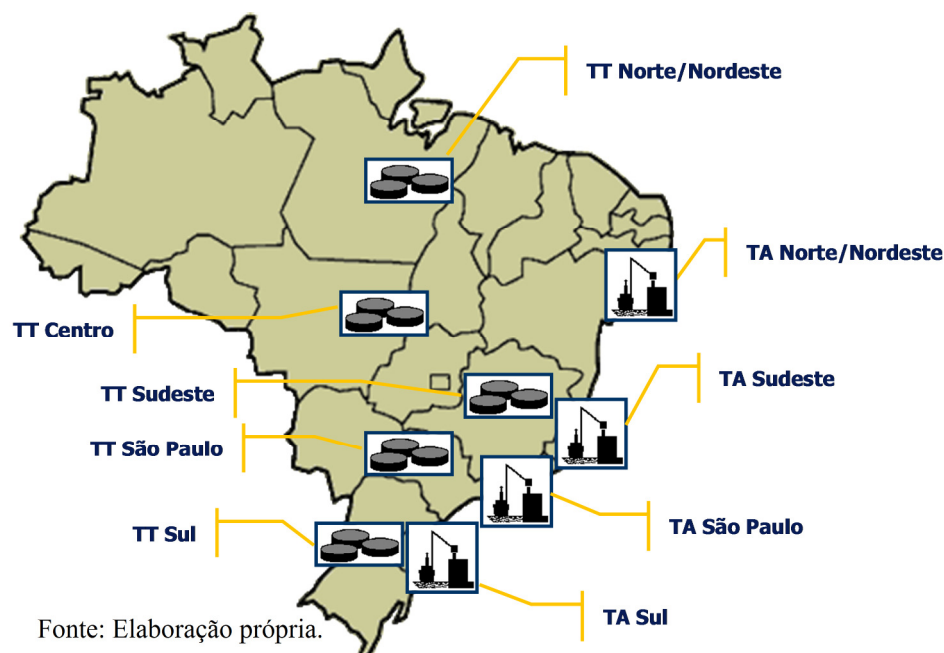 TT Norte/Nordeste
TA Norte/Nordeste
TT Centro
TA Sudeste
TT Sudeste
TT São Paulo
TA São Paulo
TT Sul
TA Sul
Fonte: Elaboração própria.